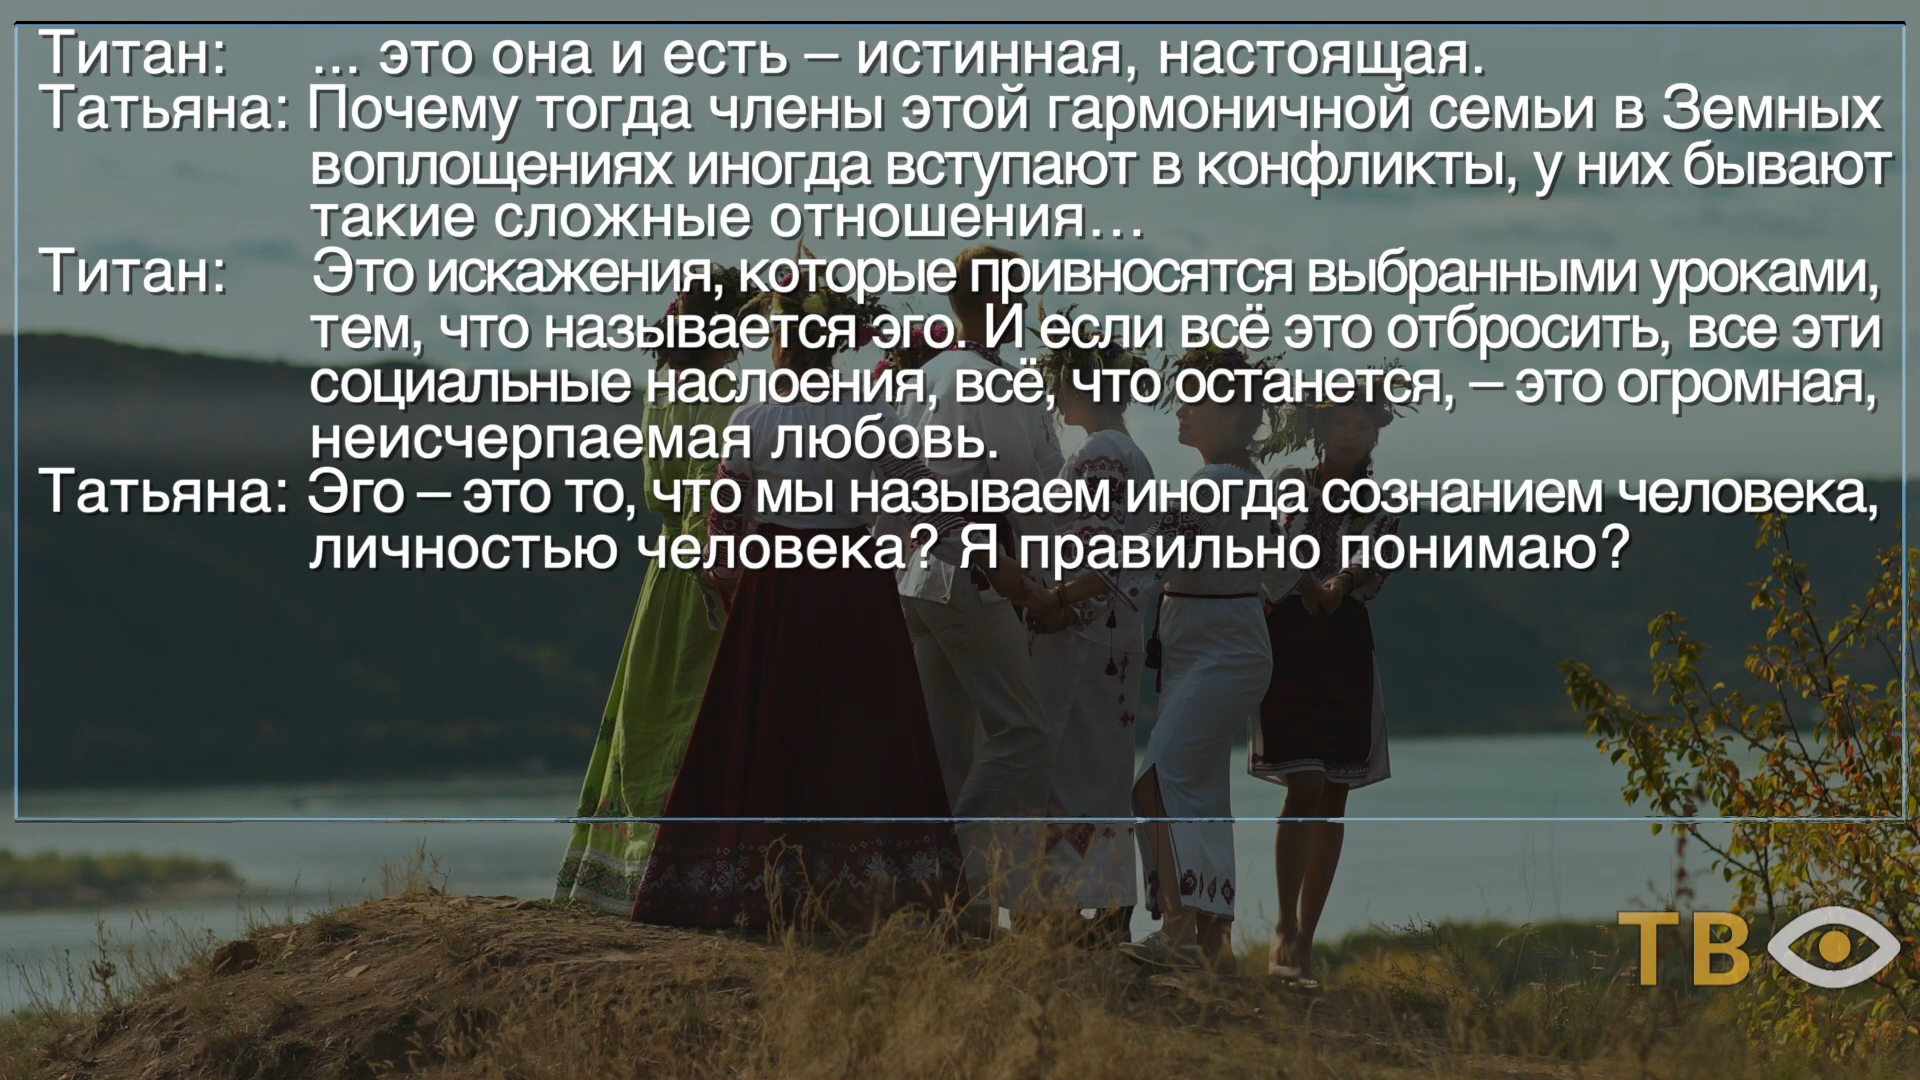 Титан: ... это она и есть – истинная, настоящая.
Татьяна: Почему тогда члены этой гармоничной семьи в Земных
воплощениях иногда вступают в конфликты, у них бывают
такие сложные отношения...
Титан: Это искажения, которые привносятся выбранными уроками,
тем, что называется эго. И если всё это отбросить, все эти
социальные наслоения, всё, что останется, – это огромная,
неисчерпаемая любовь.
Татьяна: Эго – это то, что мы называем иногда сознанием человека,
личностью человека? Я правильно понимаю?
ТВ